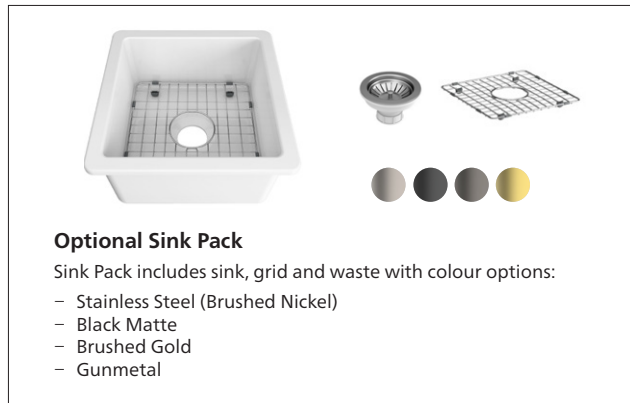 Optional Sink Pack
Sink Pack includes sink, grid and waste with colour options:
– Stainless Steel (Brushed Nickel)
– Black Matte
– Brushed Gold
– Gunmetal